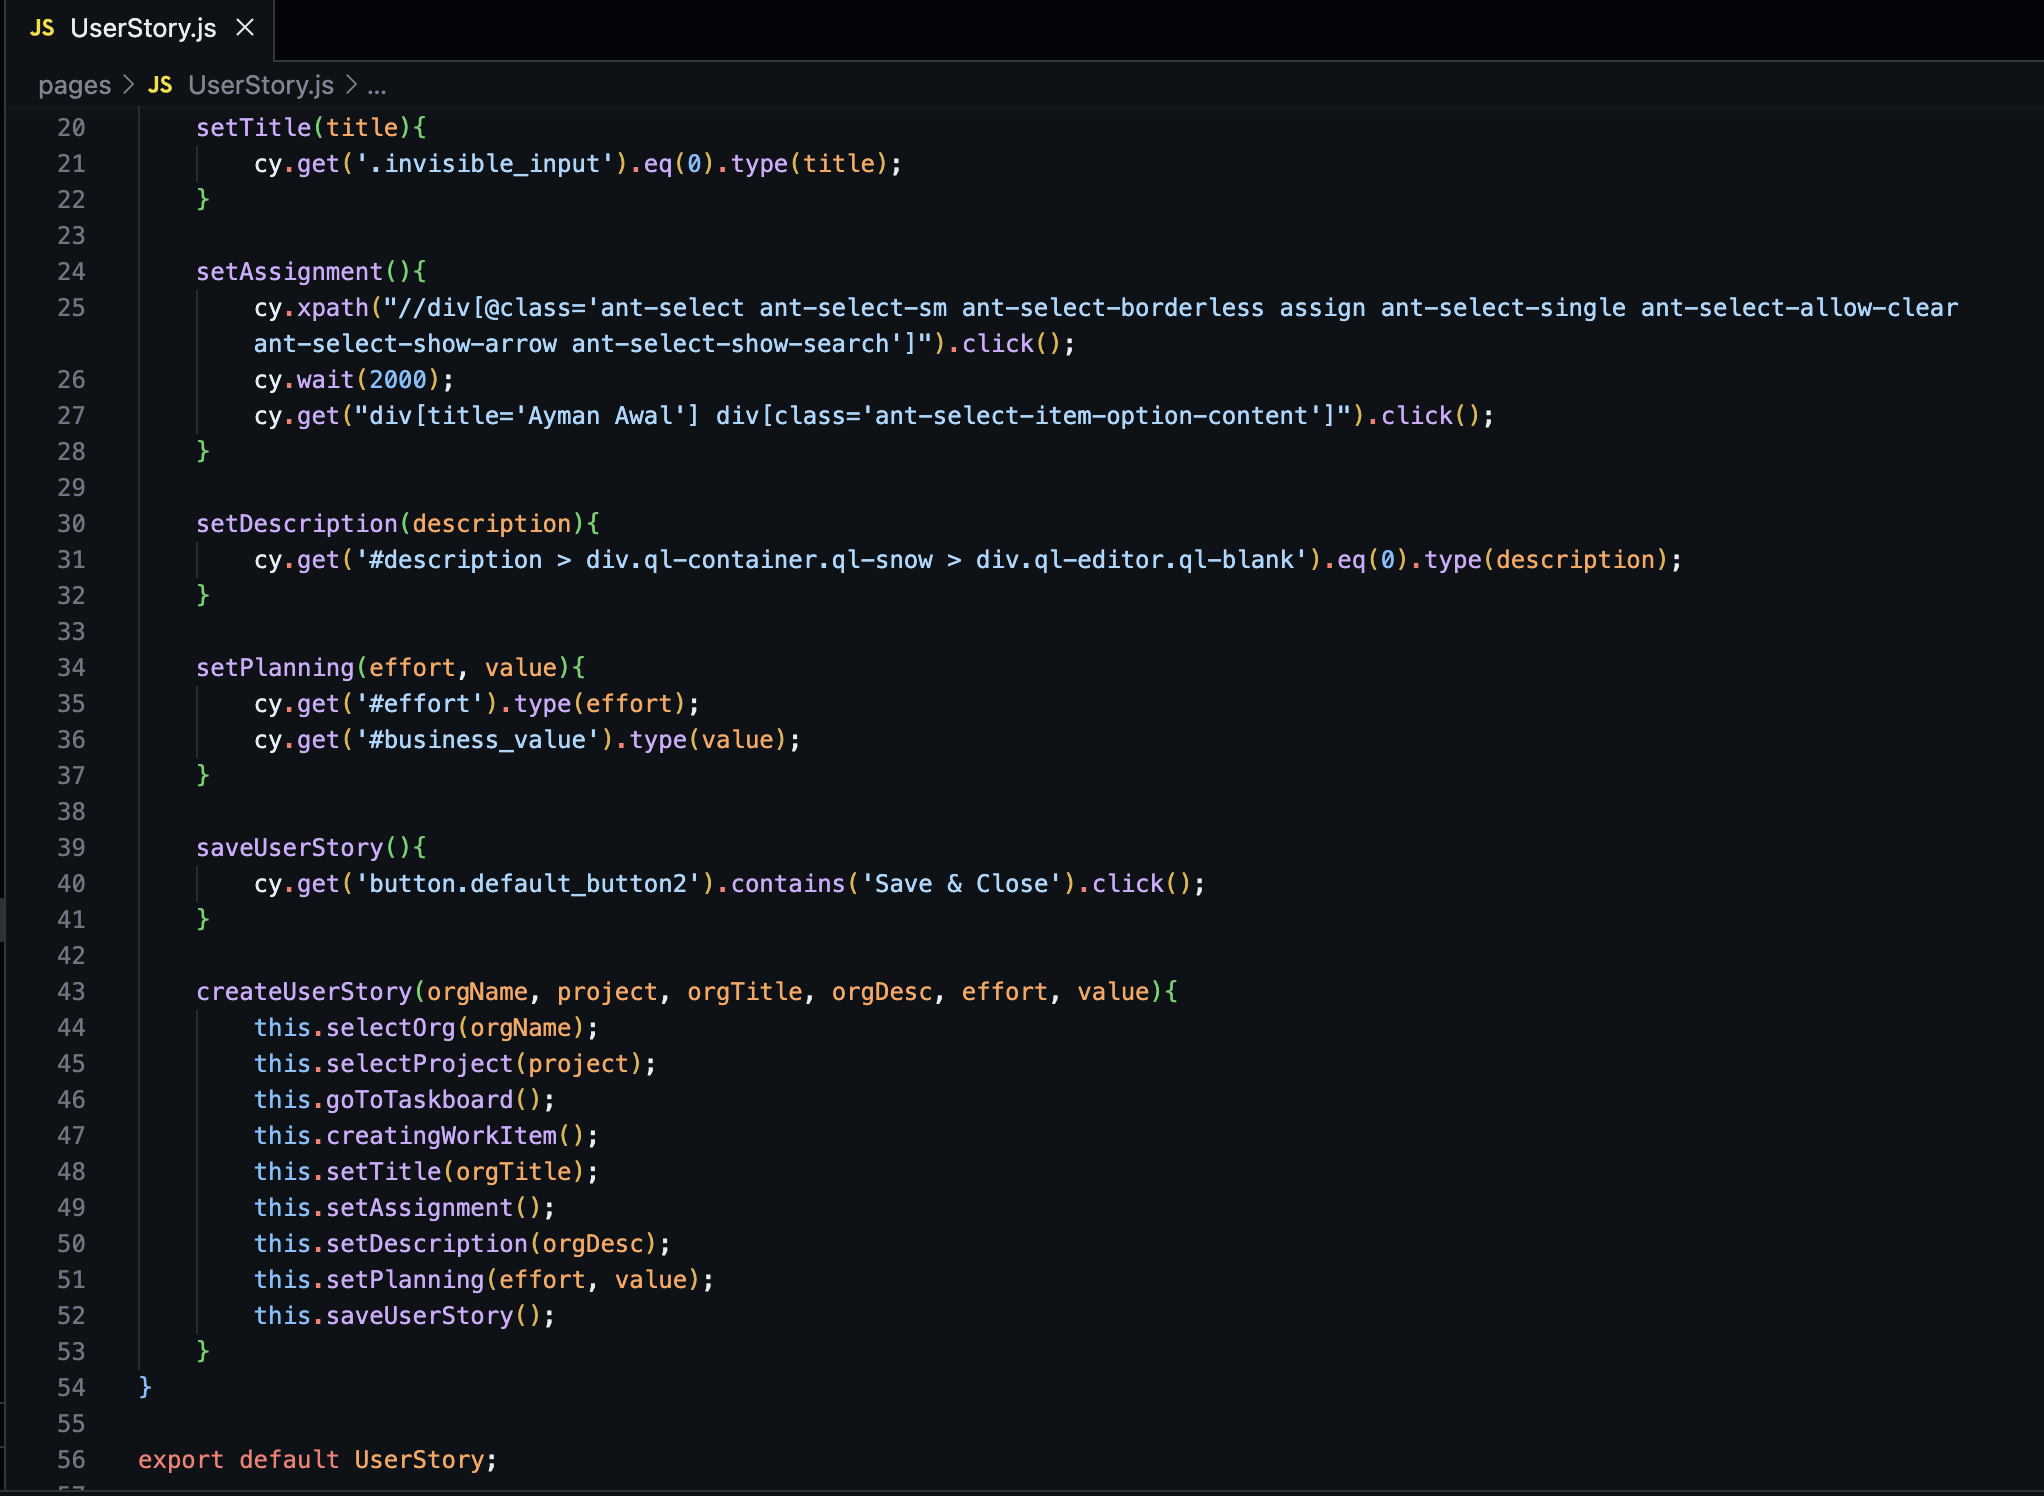 JS UserStory.js ×
pages > JS UserStory.js > ...
20 setTitle(title){
21 cy.get('.invisible_input').eq(0).type(title);
22 }
23
24 setAssignment(){
25 cy.xpath("//div[@class='ant-select ant-select-sm ant-select-borderless assign ant-select-single ant-select-allow-clear
ant-select-show-arrow ant-select-show-search']").click();
26 cy.wait(2000);
27 cy.get("div[title='Ayman Awal'] div[class='ant-select-item-option-content']").click();
28 }
29
30 setDescription(description){
31 cy.get('#description > div.ql-container.ql-snow > div.ql-editor.ql-blank').eq(0).type(description);
32 }
33
34 setPlanning(effort, value){
35 cy.get('#effort').type(effort);
36 cy.get('#business_value').type(value);
37 }
38
39 saveUserStory(){
40 cy.get('button.default_button2').contains('Save & Close').click();
41 }
42
43 createUserStory(orgName, project, orgTitle, orgDesc, effort, value){
44 this.selectOrg(orgName);
45 this.selectProject(project);
46 this.goToTaskboard();
47 this.creatingWorkItem();
48 this.setTitle(orgTitle);
49 this.setAssignment();
50 this.setDescription(orgDesc);
51 this.setPlanning(effort, value);
52 this.saveUserStory();
53 }
54 }
55
56 export default UserStory;